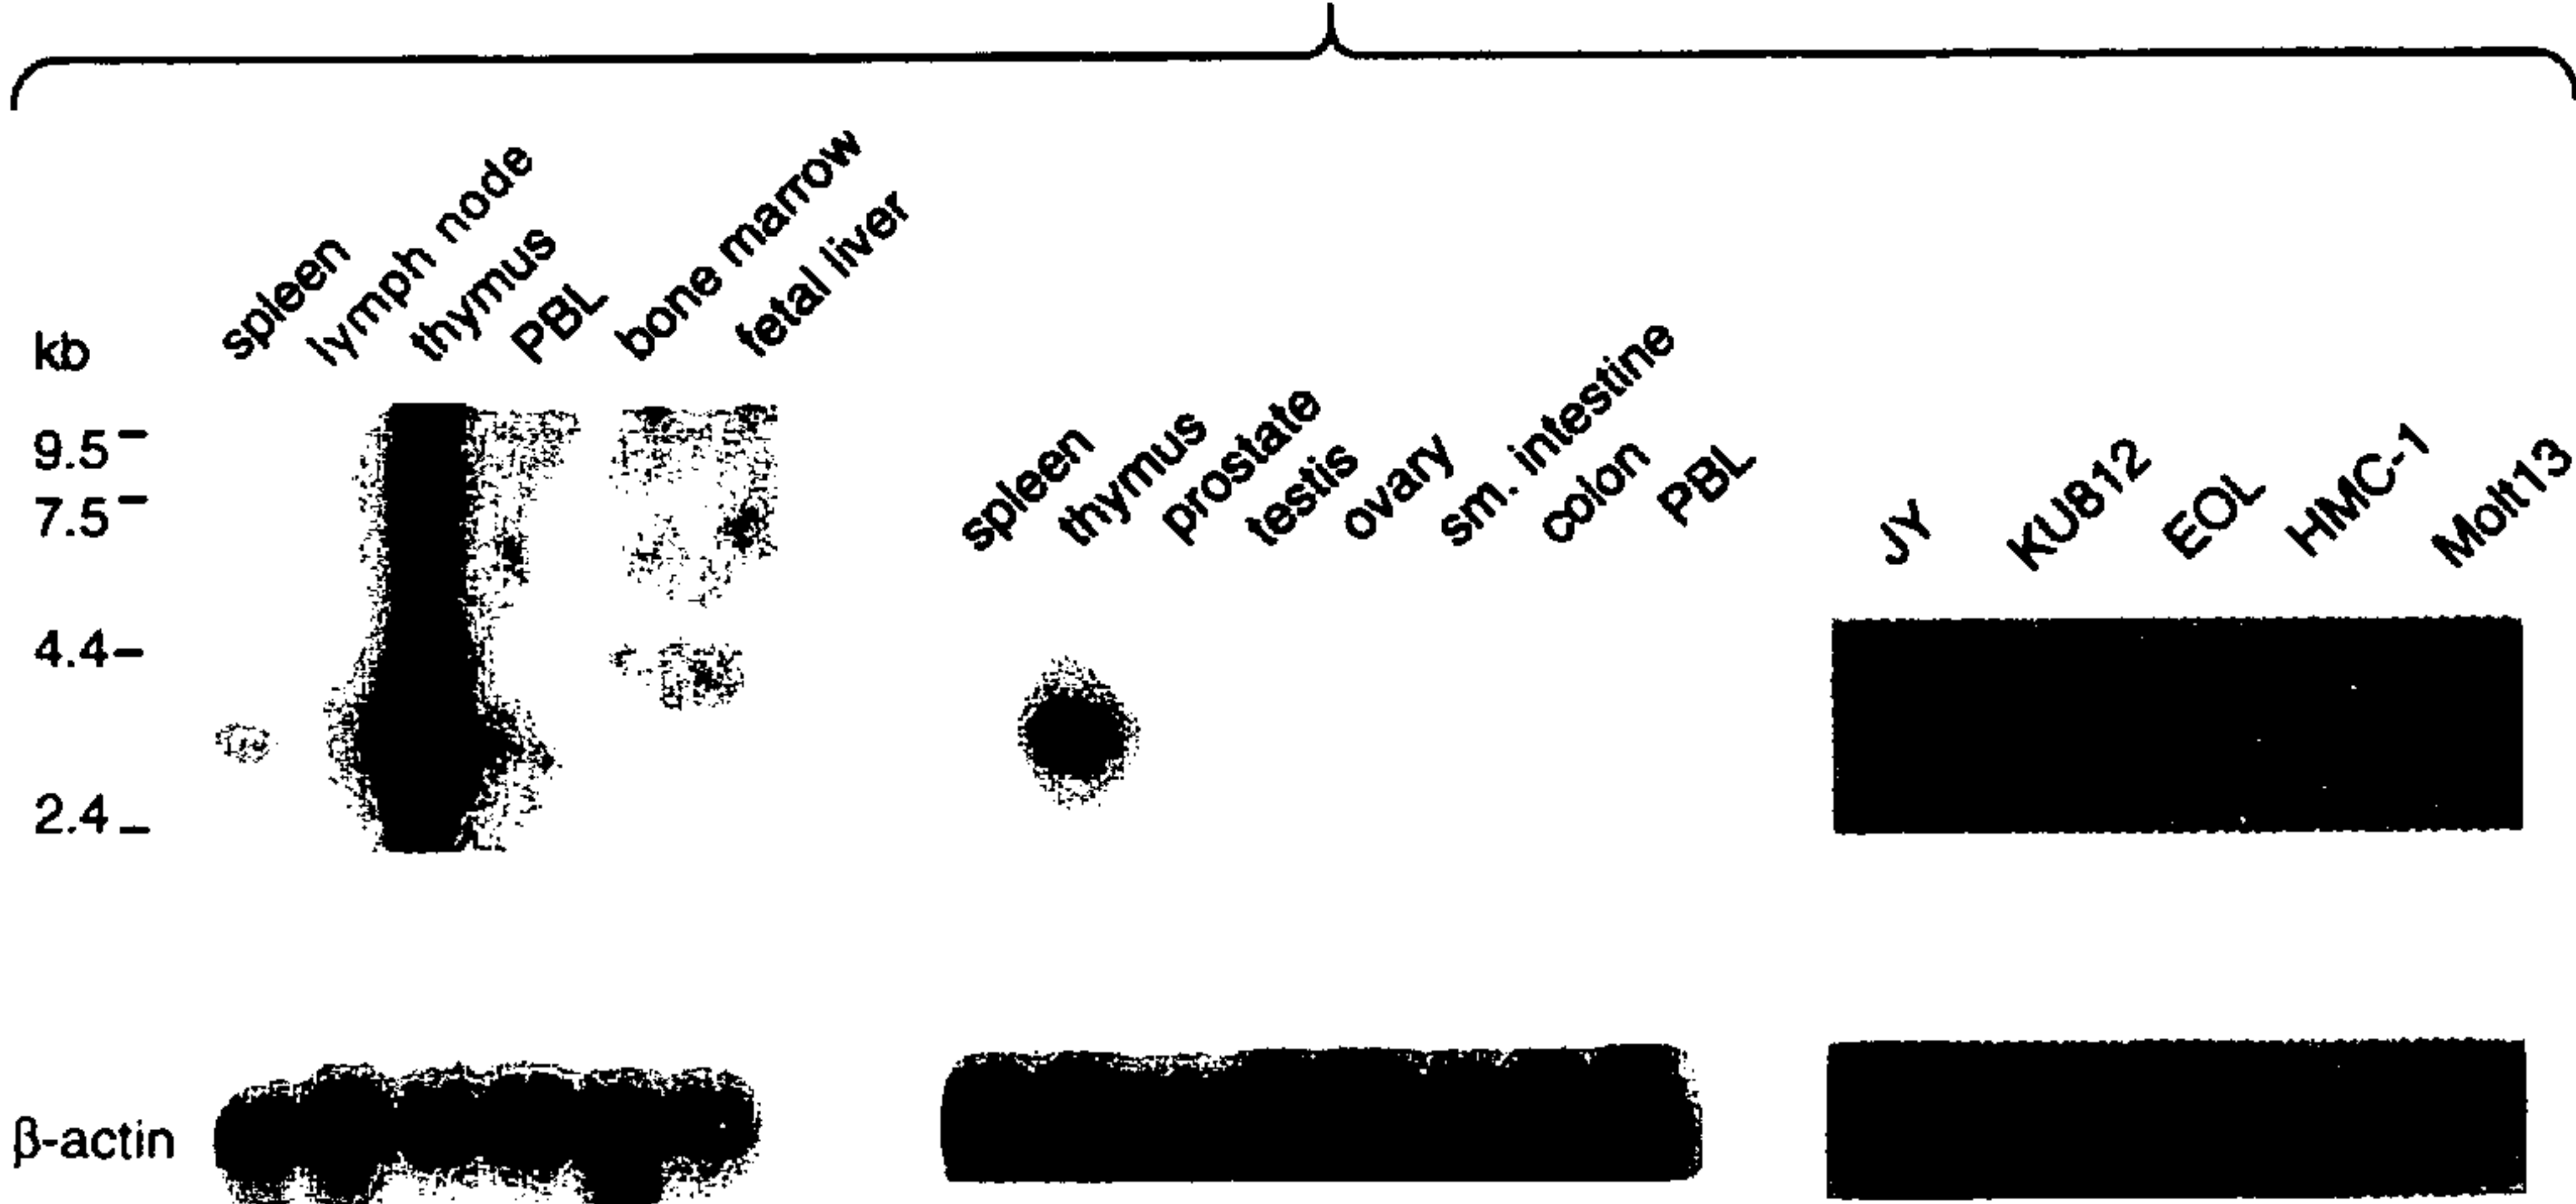 kb
spleen
lymph node
thymus
PBL
bone marrow
fetal liver
9.5
7.5
4.4
2.4
spleen
thymus
prostate
testis
ovary
sm. intestine
colon
PBL
JY
KU812
EOL
HMC-1
Molt13
β-actin